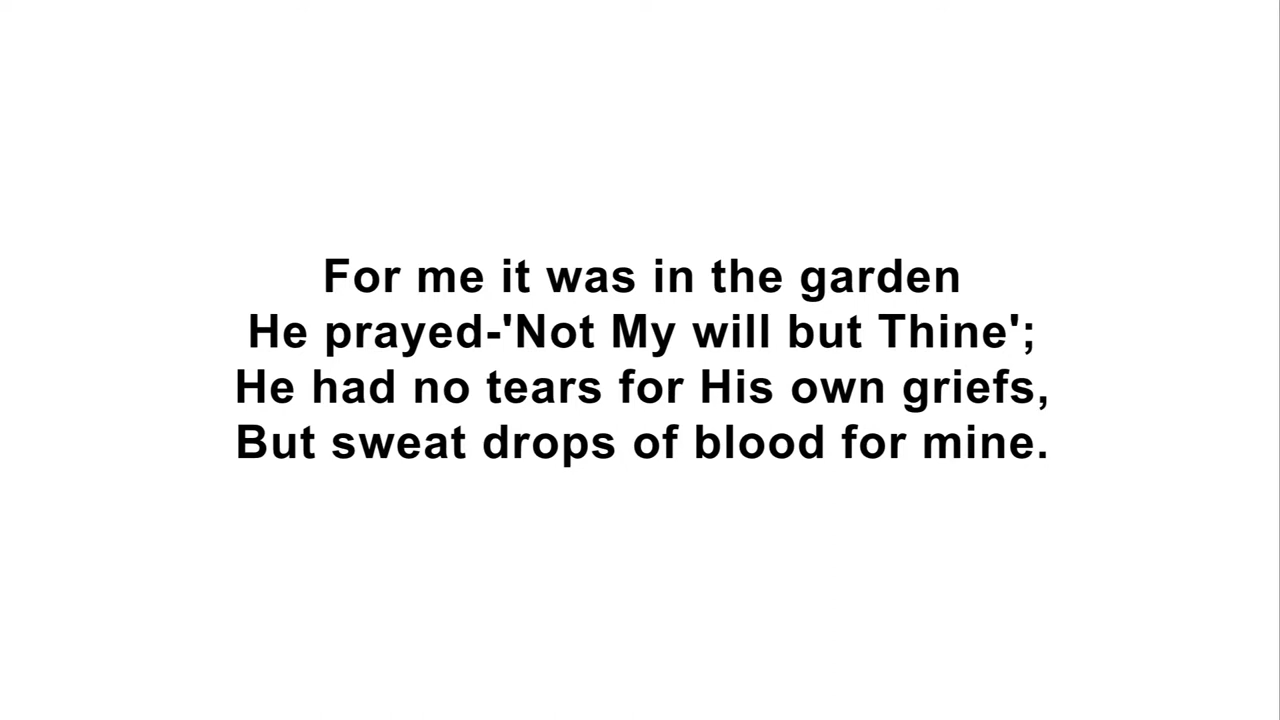 For me it was in the garden
He prayed-'Not My will but Thine';
He had no tears for His own griefs,
But sweat drops of blood for mine.